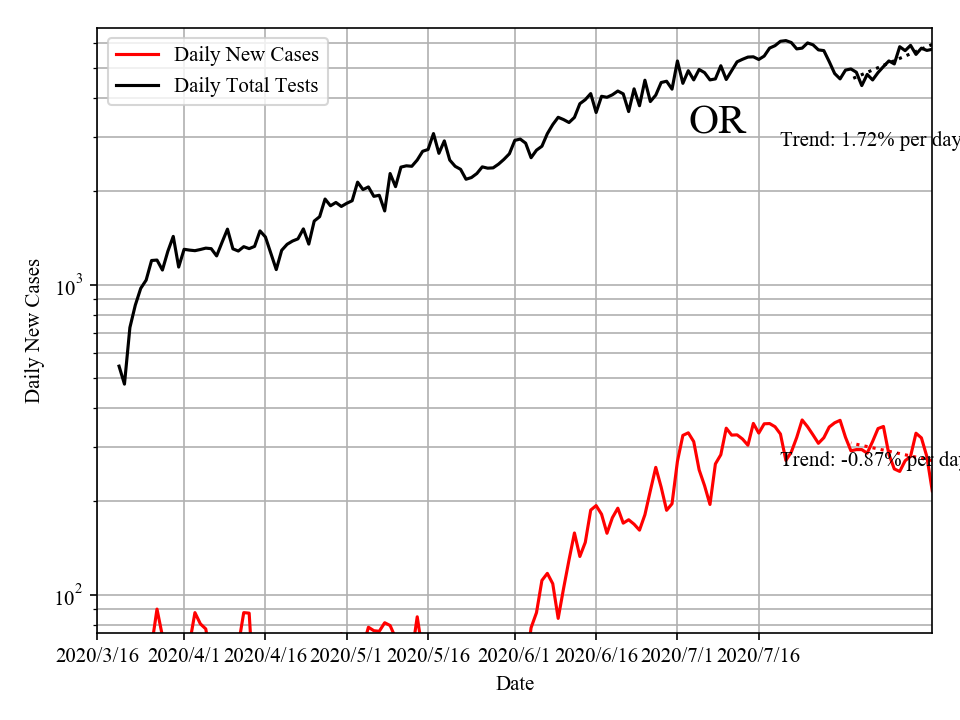 Daily New Cases
Daily Total Tests
OR
Trend: 1.72% per day
Trend: -0.87% per day
Daily New Cases
10³
10²
2020/3/16 2020/4/1 2020/4/16 2020/5/1 2020/5/16 2020/6/1 2020/6/16 2020/7/1 2020/7/16
Date